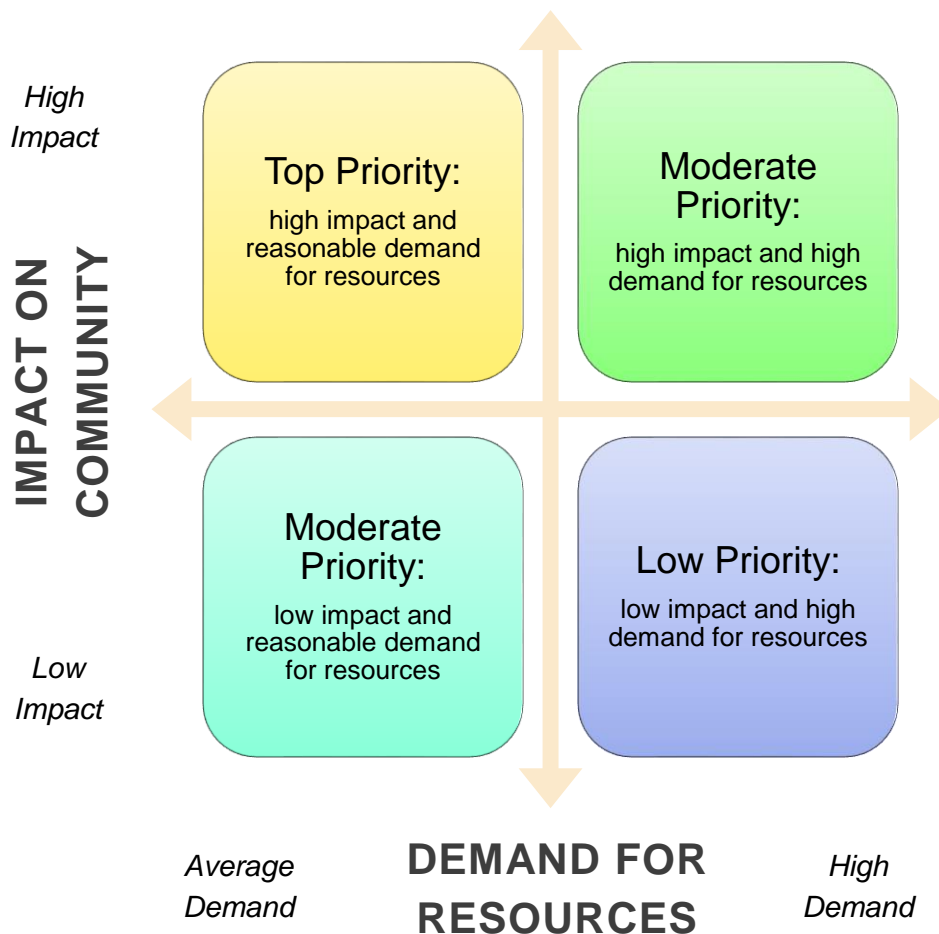 High
Impact
IMPACT ON
COMMUNITY
Low
Impact
Top Priority:
high impact and
reasonable demand
for resources
Moderate
Priority:
high impact and high
demand for resources
Moderate
Priority:
low impact and
reasonable demand
for resources
Low Priority:
low impact and high
demand for resources
Average
Demand
DEMAND FOR
RESOURCES
High
Demand